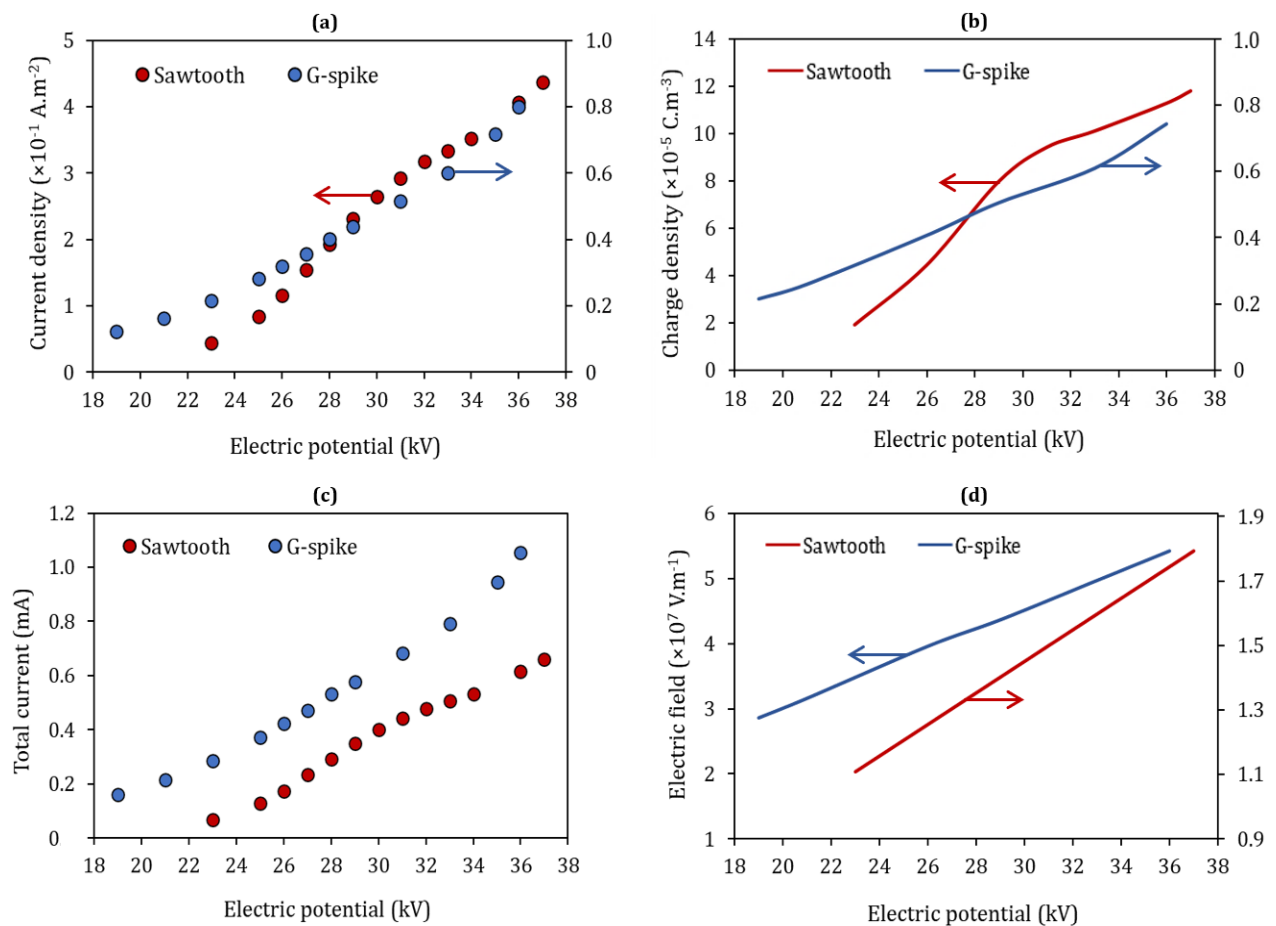 (a)
Current density (×10⁻¹ A.m⁻²)
5
4
3
2
1
0
Sawtooth
G-spike
1.0
0.8
0.6
0.4
0.2
0
18 20 22 24 26 28 30 32 34 36 38
Electric potential (kV)
(b)
Charge density (×10⁻⁵ C.m⁻³)
14
12
10
8
6
4
2
0
Sawtooth
G-spike
1.0
0.8
0.6
0.4
0.2
0
18 20 22 24 26 28 30 32 34 36 38
Electric potential (kV)
(c)
Total current (mA)
1.2
1.0
0.8
0.6
0.4
0.2
0
Sawtooth
G-spike
18 20 22 24 26 28 30 32 34 36 38
Electric potential (kV)
(d)
Electric field (×10⁷ V.m⁻¹)
6
5
4
3
2
1
Sawtooth
G-spike
1.9
1.7
1.5
1.3
1.1
0.9
18 20 22 24 26 28 30 32 34 36 38
Electric potential (kV)